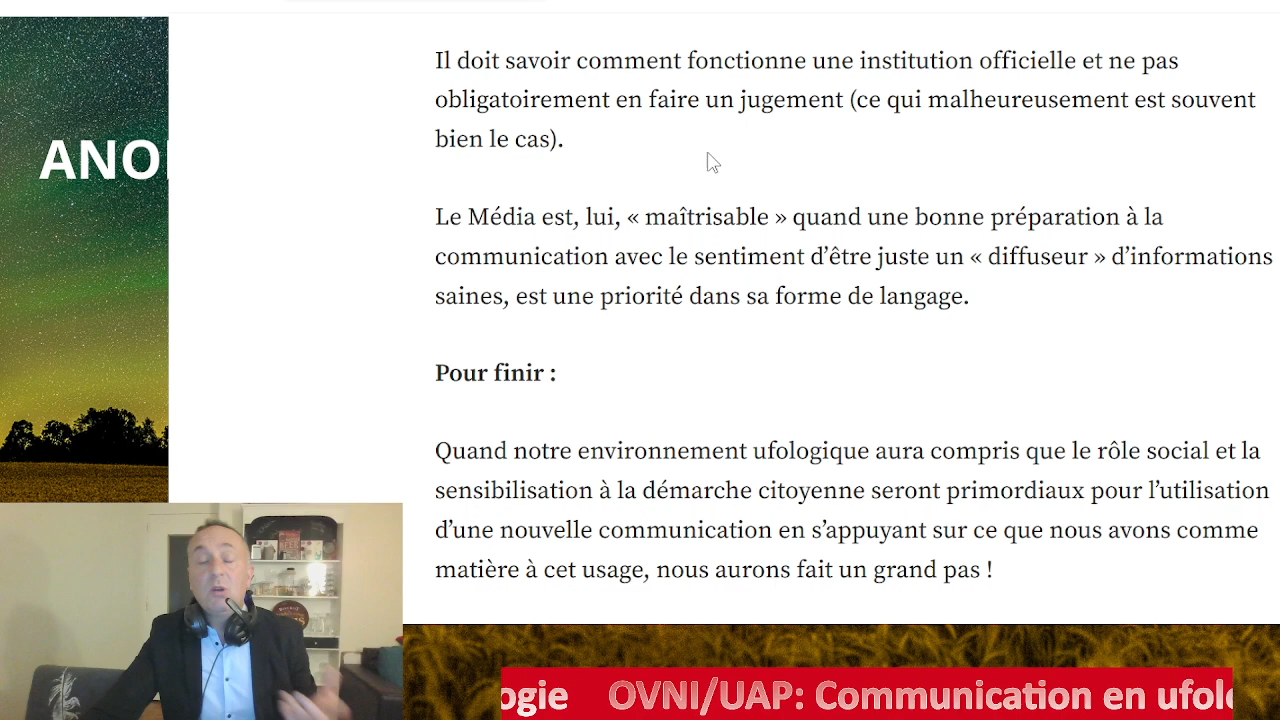 ANO
Il doit savoir comment fonctionne une institution officielle et ne pas
obligatoirement en faire un jugement (ce qui malheureusement est souvent
bien le cas).
Le Média est, lui, « maîtrisable » quand une bonne préparation à la
communication avec le sentiment d’être juste un « diffuseur » d’informations
saines, est une priorité dans sa forme de langage.
Pour finir :
Quand notre environnement ufologique aura compris que le rôle social et la
sensibilisation à la démarche citoyenne seront primordiaux pour l’utilisation
d’une nouvelle communication en s’appuyant sur ce que nous avons comme
matière à cet usage, nous aurons fait un grand pas !
ogie OVNI/UAP: Communication en ufolo